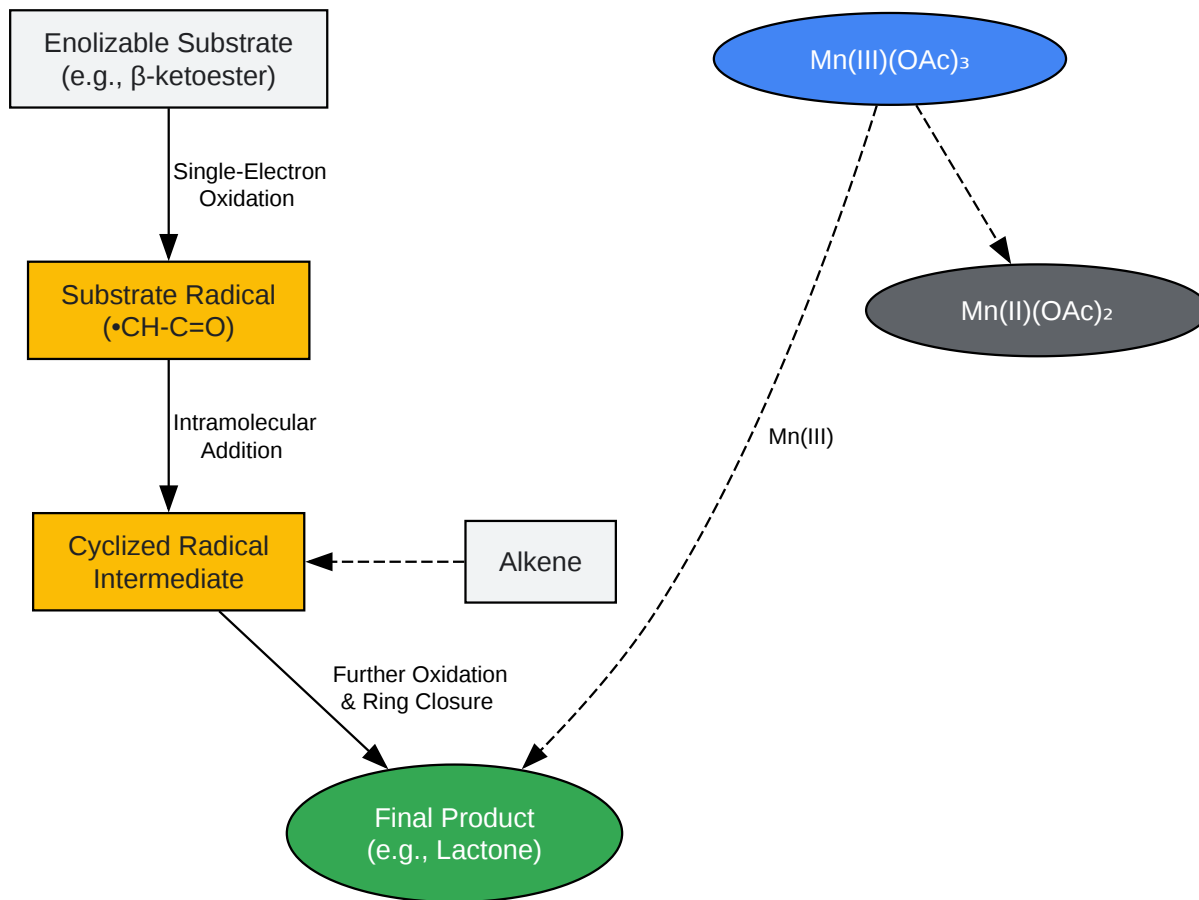 Enolizable Substrate
(e.g., β-ketoester)
Mn(III)(OAc)₃
Single-Electron
Oxidation
Substrate Radical
(•CH-C=O)
Mn(II)(OAc)₂
Intramolecular
Addition
Mn(III)
Cyclized Radical
Intermediate
Alkene
Further Oxidation
& Ring Closure
Final Product
(e.g., Lactone)